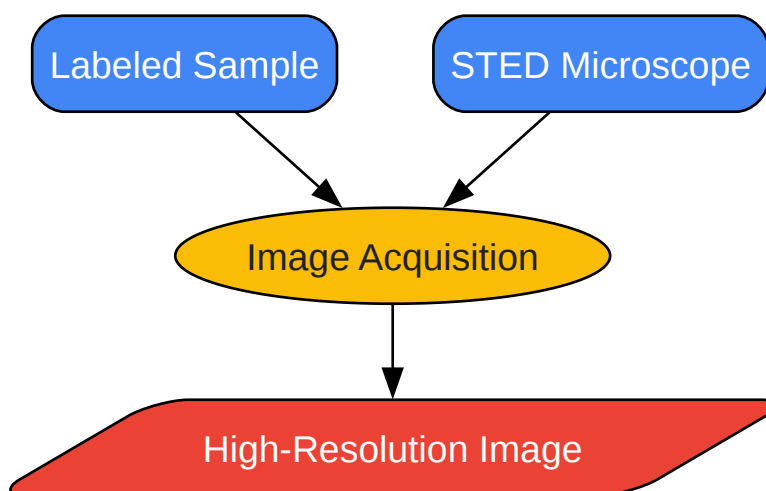 Labeled Sample
STED Microscope
Image Acquisition
High-Resolution Image